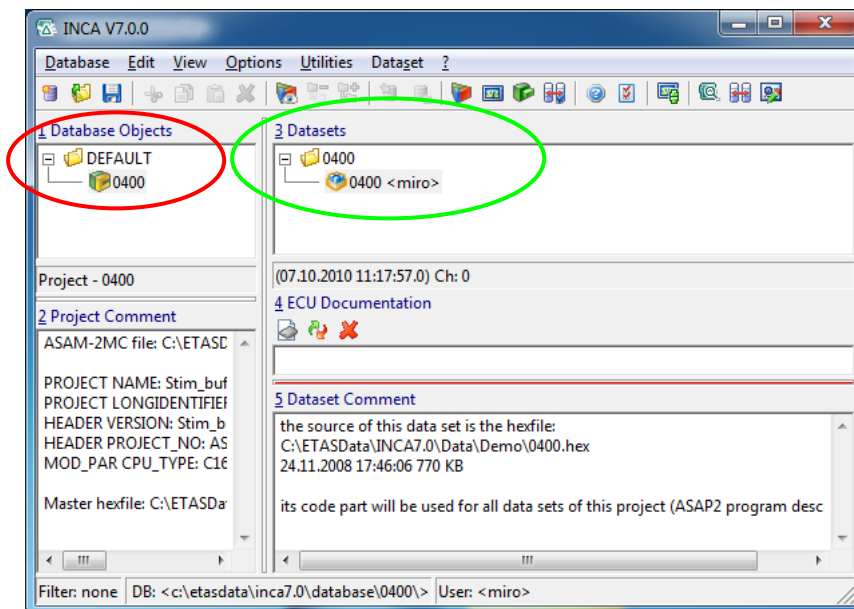 INCA V7.0.0
Database Edit View Options Utilities Dataset ?
1 Database Objects
DEFAULT
0400
Project - 0400
2 Project Comment
ASAM-2MC file: C:\ETASD
PROJECT NAME: Stim_buf
PROJECT LONGIDENTIFIEF
HEADER VERSION: Stim_b
HEADER PROJECT_NO: AS
MOD_PAR CPU_TYPE: C16
Master hexfile: C:\ETASDa
3 Datasets
0400
0400 <miro>
(07.10.2010 11:17:57.0) Ch: 0
4 ECU Documentation
5 Dataset Comment
the source of this data set is the hexfile:
C:\ETASData\INCA7.0\Data\Demo\0400.hex
24.11.2008 17:46:06 770 KB
its code part will be used for all data sets of this project (ASAP2 program desc
Filter: none DB: <c:\etasdata\inca7.0\database\0400\> User: <miro>